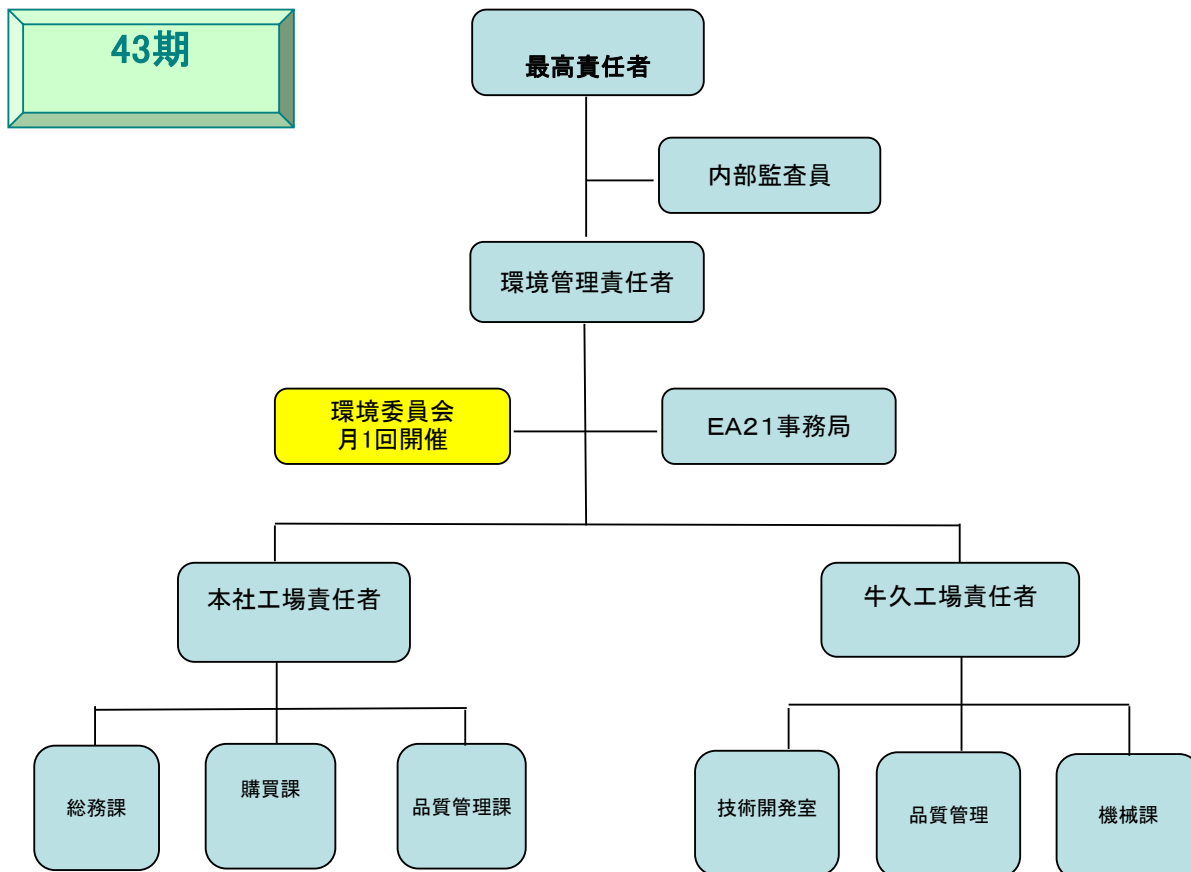 43期
最高責任者
内部監査員
環境管理責任者
環境委員会
月1回開催
EA21事務局
本社工場責任者
牛久工場責任者
総務課
購買課
品質管理課
技術開発室
品質管理
機械課